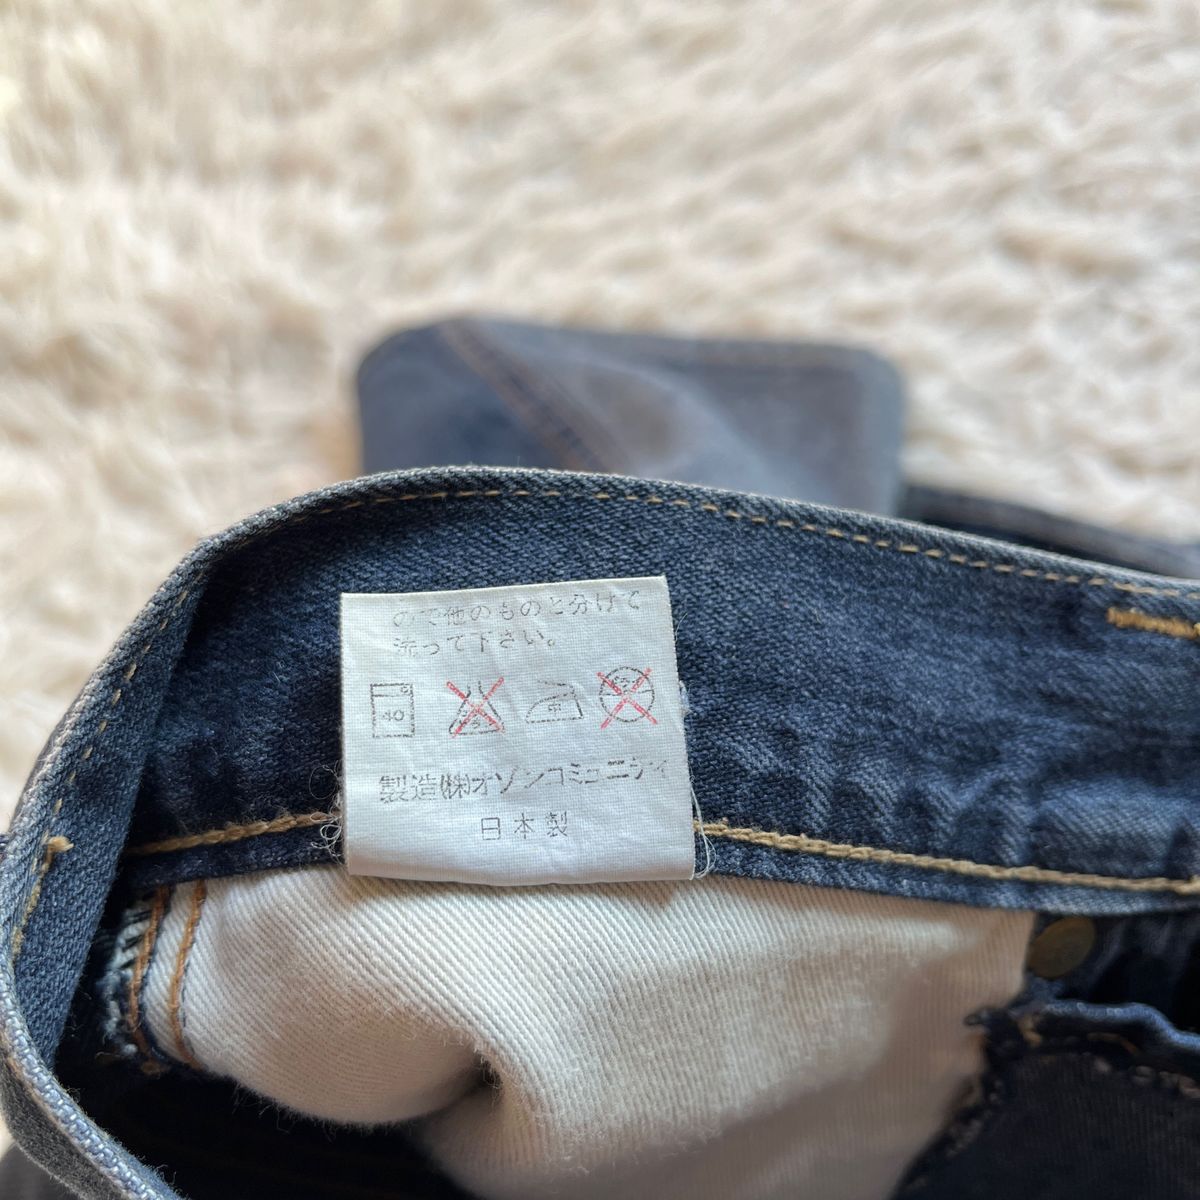 ので他のものと分けて
洗って下さい。
40 中
製造㈱オゾンコミュニティ
日本製